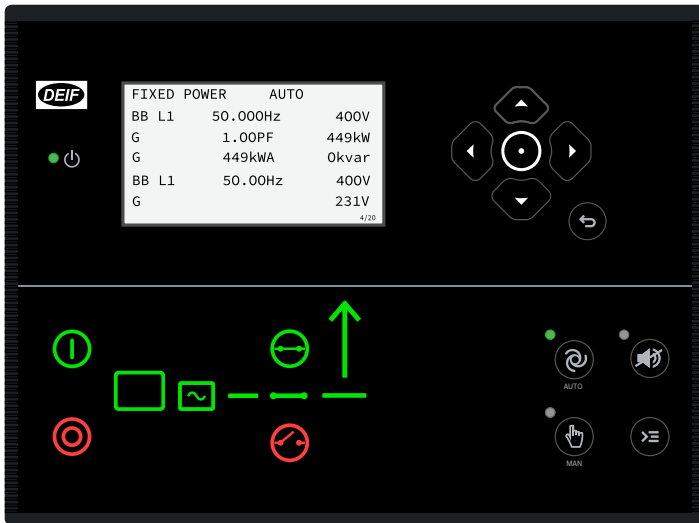 DEIF
FIXED POWER AUTO
BB L1 50.000Hz 400V
G 1.00PF 449kW
G 449kWA 0kvar
BB L1 50.00Hz 400V
G 231V
4/20
AUTO
MAN